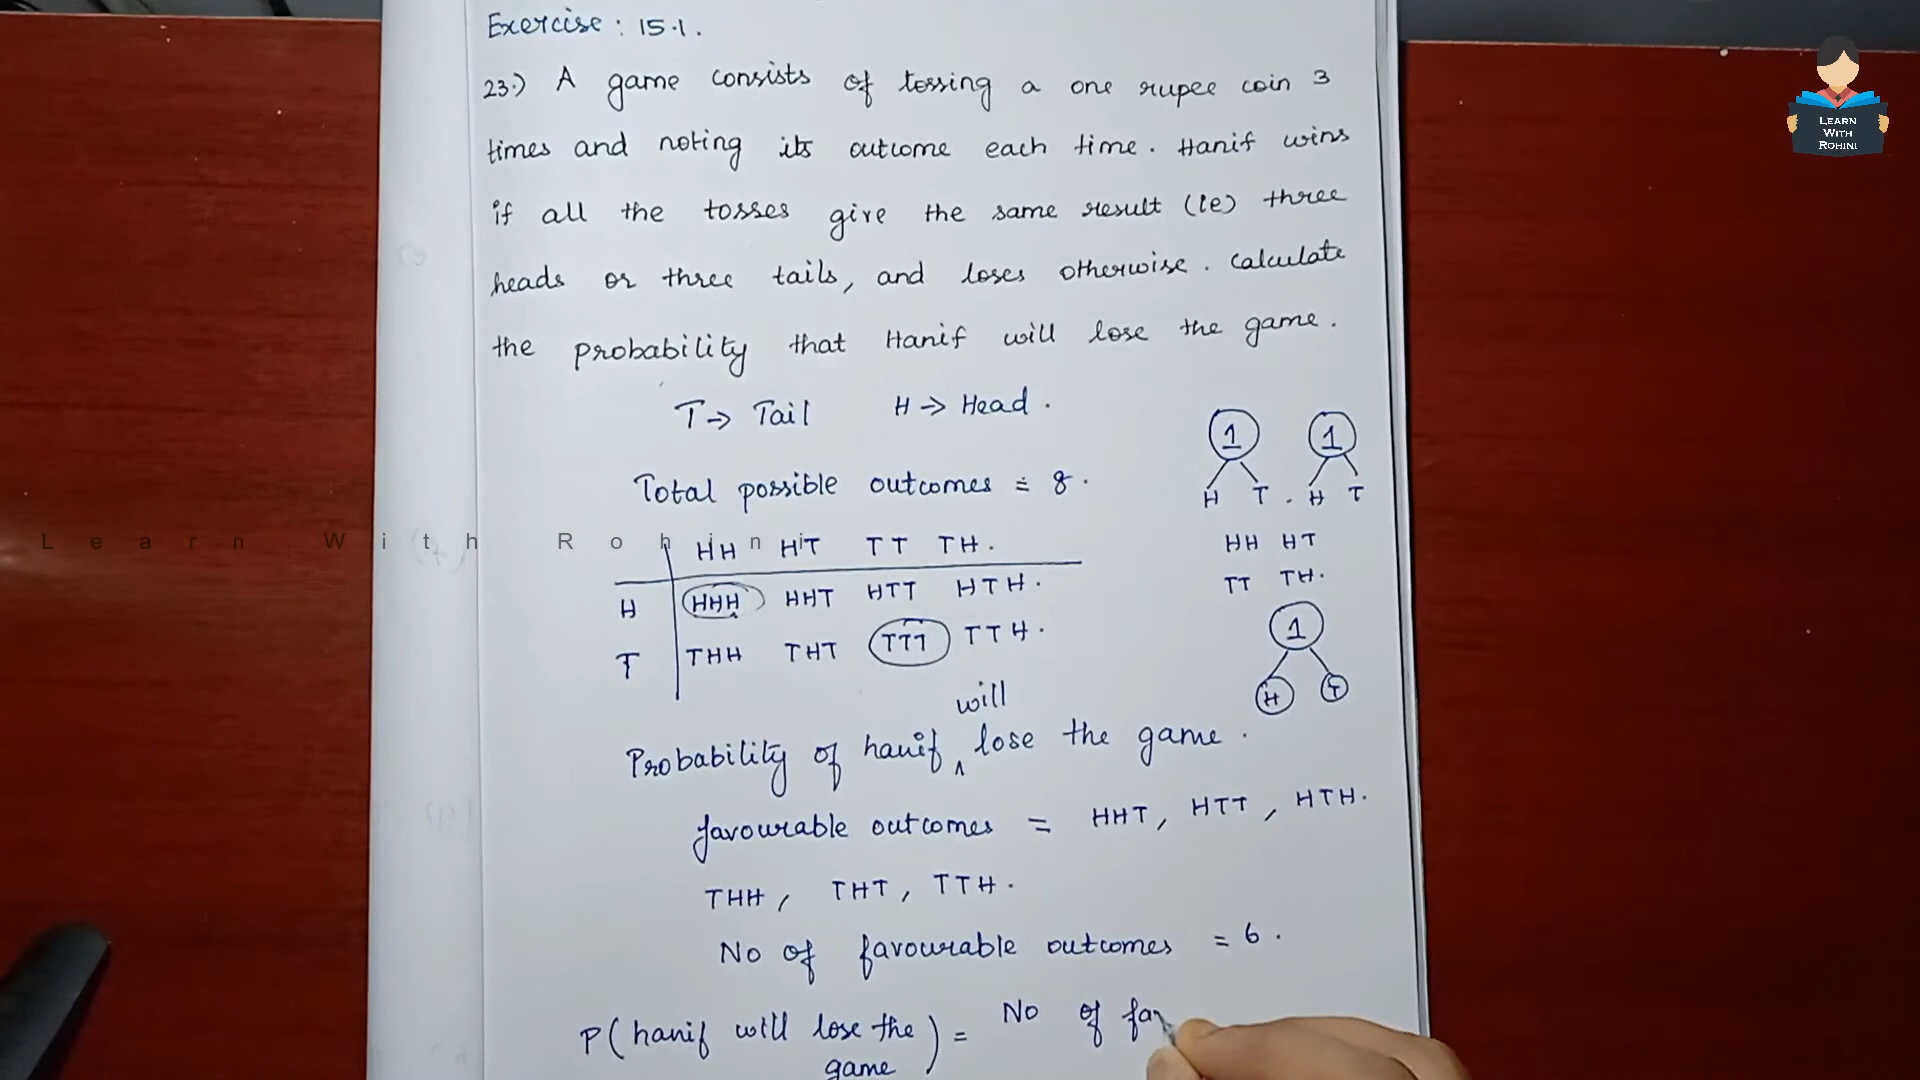 Exercise : 15.1.
23.) A game consists of tossing a one rupee coin 3
times and noting its outcome each time. Hanif wins
if all the tosses give the same result (ie) three
heads or three tails, and loses otherwise. calculate
the probability that Hanif will lose the game.
T → Tail H → Head.
Total possible outcomes = 8.
HH HT TT TH.
H HHH HHT HTT HTH.
T THH THT TTT TTH.
1 1
H T . H T
HH HT
TT TH.
1
H T
will
Probability of hanif ^ lose the game.
favourable outcomes = HHT, HTT, HTH.
THH, THT, TTH.
No of favourable outcomes = 6.
P(hanif will lose the game) = No of fav
Learn With Rohini
LEARN
WITH
ROHINI